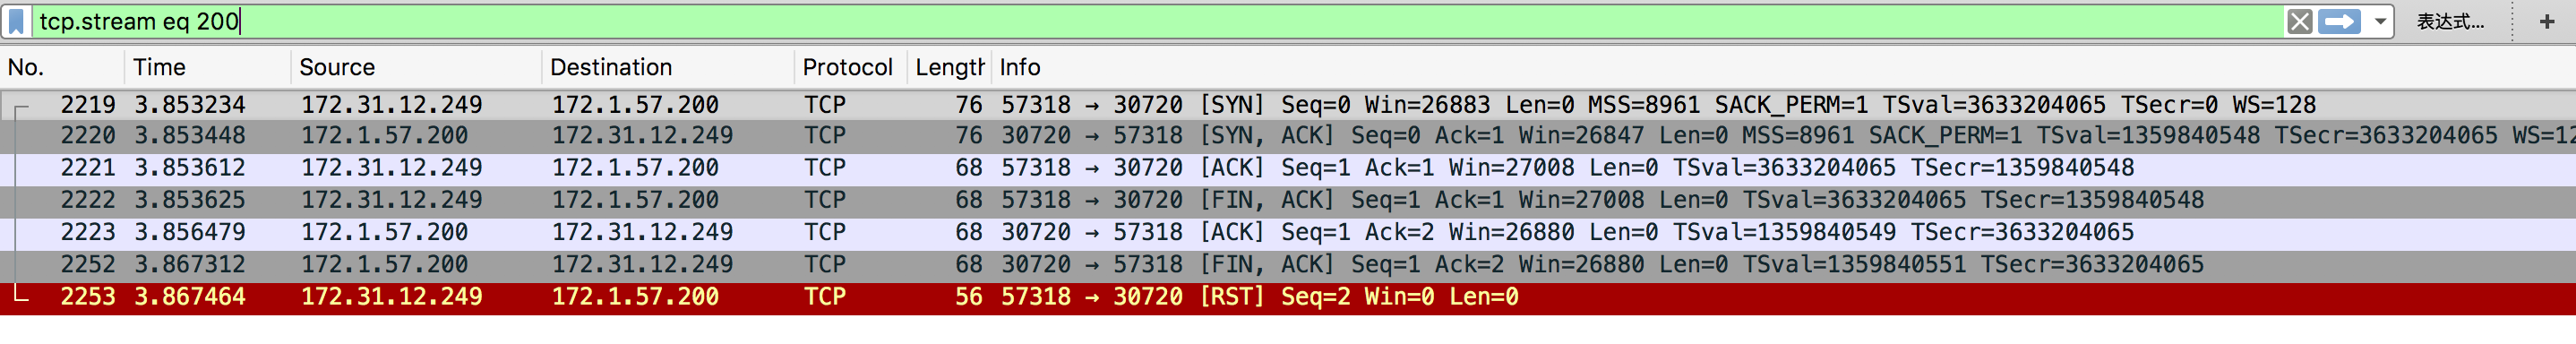 tcp.stream eq 200 表达式… +
No. Time Source Destination Protocol Length Info
2219 3.853234 172.31.12.249 172.1.57.200 TCP 76 57318 → 30720 [SYN] Seq=0 Win=26883 Len=0 MSS=8961 SACK_PERM=1 TSval=3633204065 TSecr=0 WS=128
2220 3.853448 172.1.57.200 172.31.12.249 TCP 76 30720 → 57318 [SYN, ACK] Seq=0 Ack=1 Win=26847 Len=0 MSS=8961 SACK_PERM=1 TSval=1359840548 TSecr=3633204065 WS=12
2221 3.853612 172.31.12.249 172.1.57.200 TCP 68 57318 → 30720 [ACK] Seq=1 Ack=1 Win=27008 Len=0 TSval=3633204065 TSecr=1359840548
2222 3.853625 172.31.12.249 172.1.57.200 TCP 68 57318 → 30720 [FIN, ACK] Seq=1 Ack=1 Win=27008 Len=0 TSval=3633204065 TSecr=1359840548
2223 3.856479 172.1.57.200 172.31.12.249 TCP 68 30720 → 57318 [ACK] Seq=1 Ack=2 Win=26880 Len=0 TSval=1359840549 TSecr=3633204065
2252 3.867312 172.1.57.200 172.31.12.249 TCP 68 30720 → 57318 [FIN, ACK] Seq=1 Ack=2 Win=26880 Len=0 TSval=1359840551 TSecr=3633204065
2253 3.867464 172.31.12.249 172.1.57.200 TCP 56 57318 → 30720 [RST] Seq=2 Win=0 Len=0